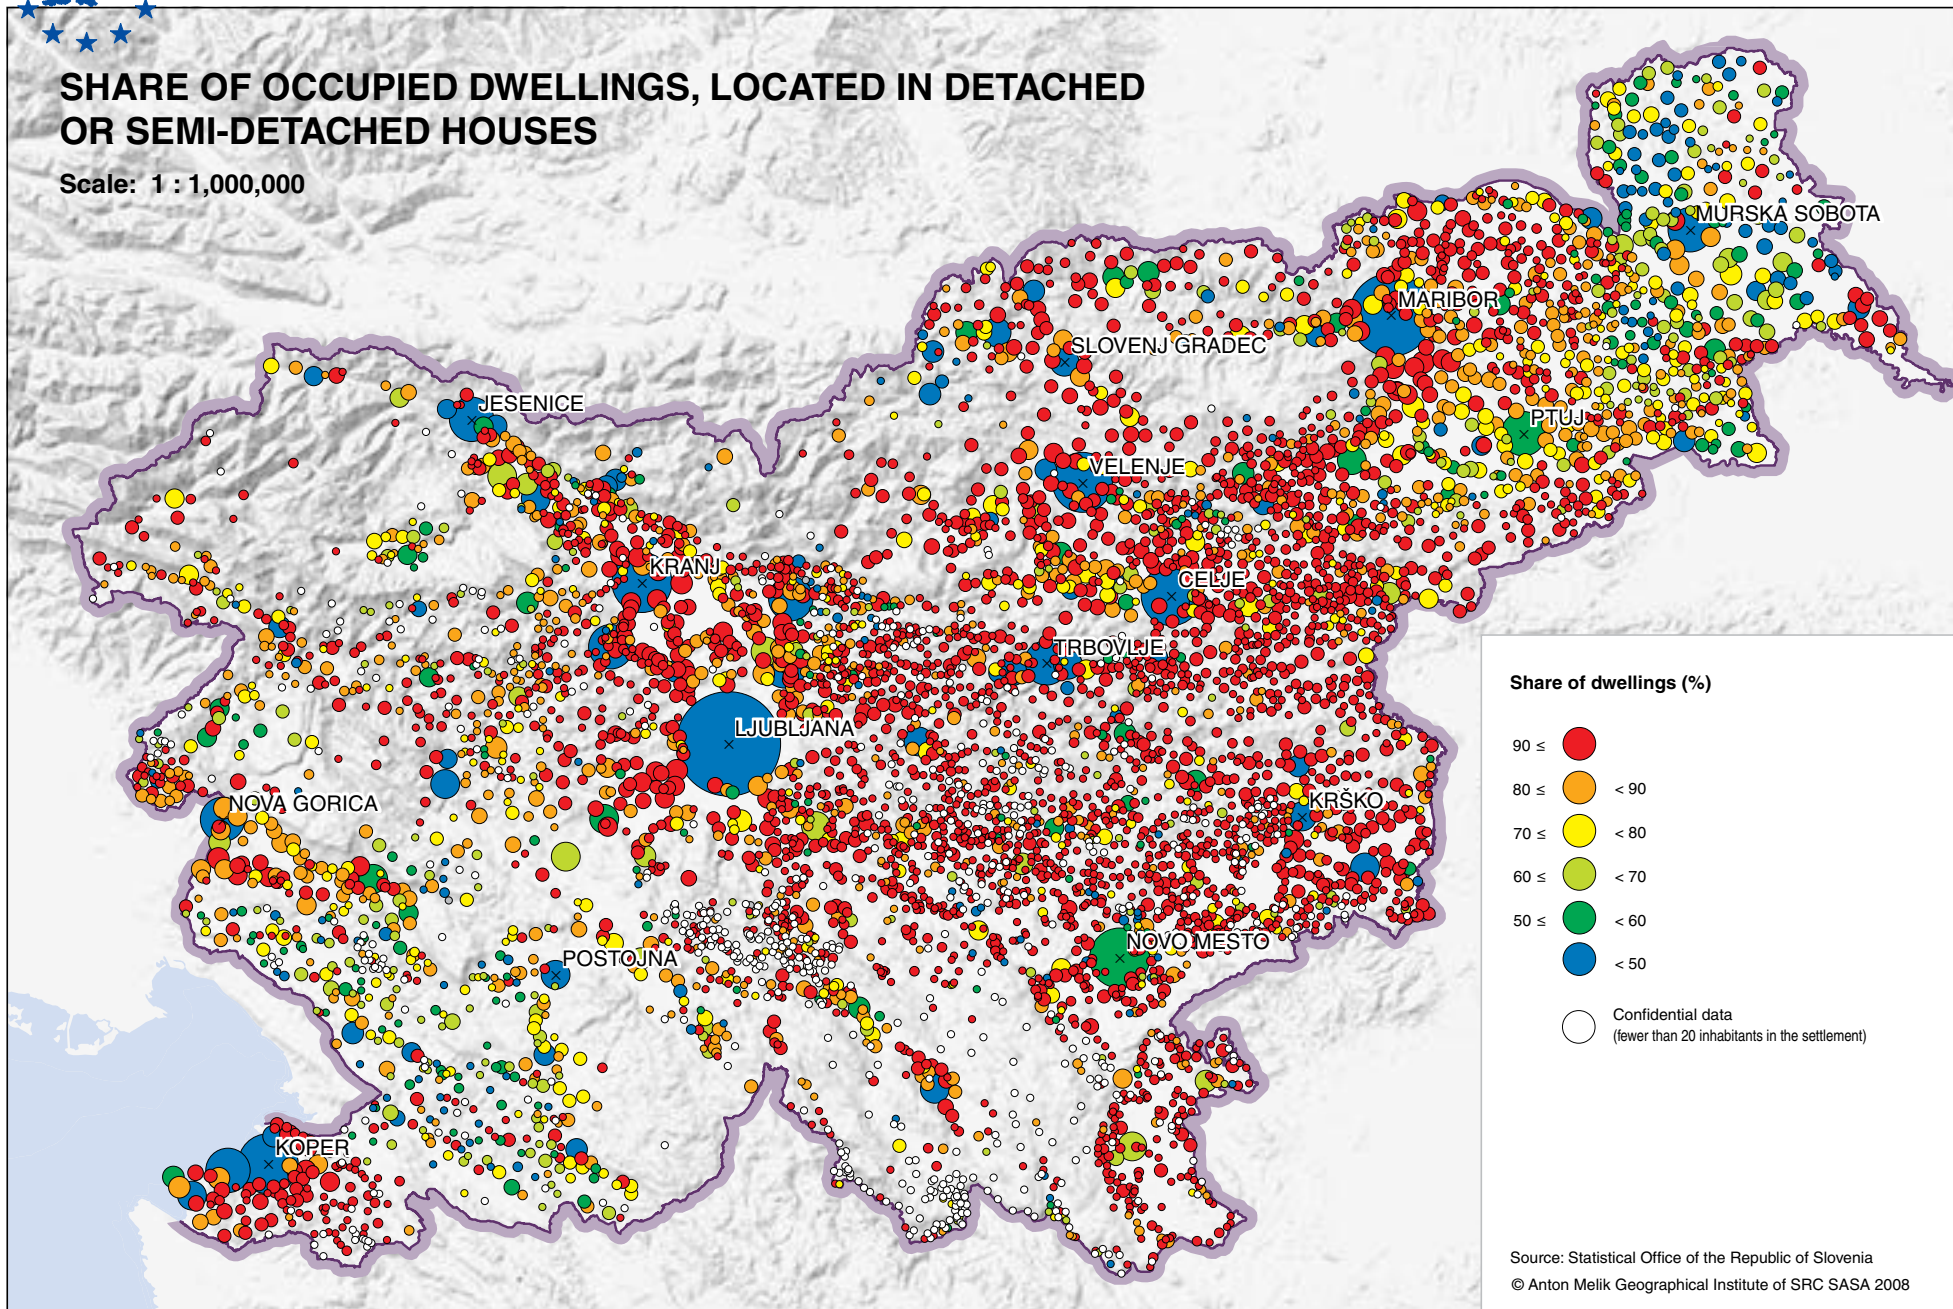 SHARE OF OCCUPIED DWELLINGS, LOCATED IN DETACHED
OR SEMI-DETACHED HOUSES
Scale: 1 : 1,000,000
MURSKA SOBOTA
MARIBOR
SLOVENJ GRADEC
JESENICE
PTUJ
VELENJE
KRANJ
CELJE
TRBOVLJE
LJUBLJANA
NOVA GORICA
KRŠKO
NOVO MESTO
POSTOJNA
KOPER
Share of dwellings (%)
90 ≤
80 ≤ < 90
70 ≤ < 80
60 ≤ < 70
50 ≤ < 60
< 50
Confidential data
(fewer than 20 inhabitants in the settlement)
Source: Statistical Office of the Republic of Slovenia
© Anton Melik Geographical Institute of SRC SASA 2008